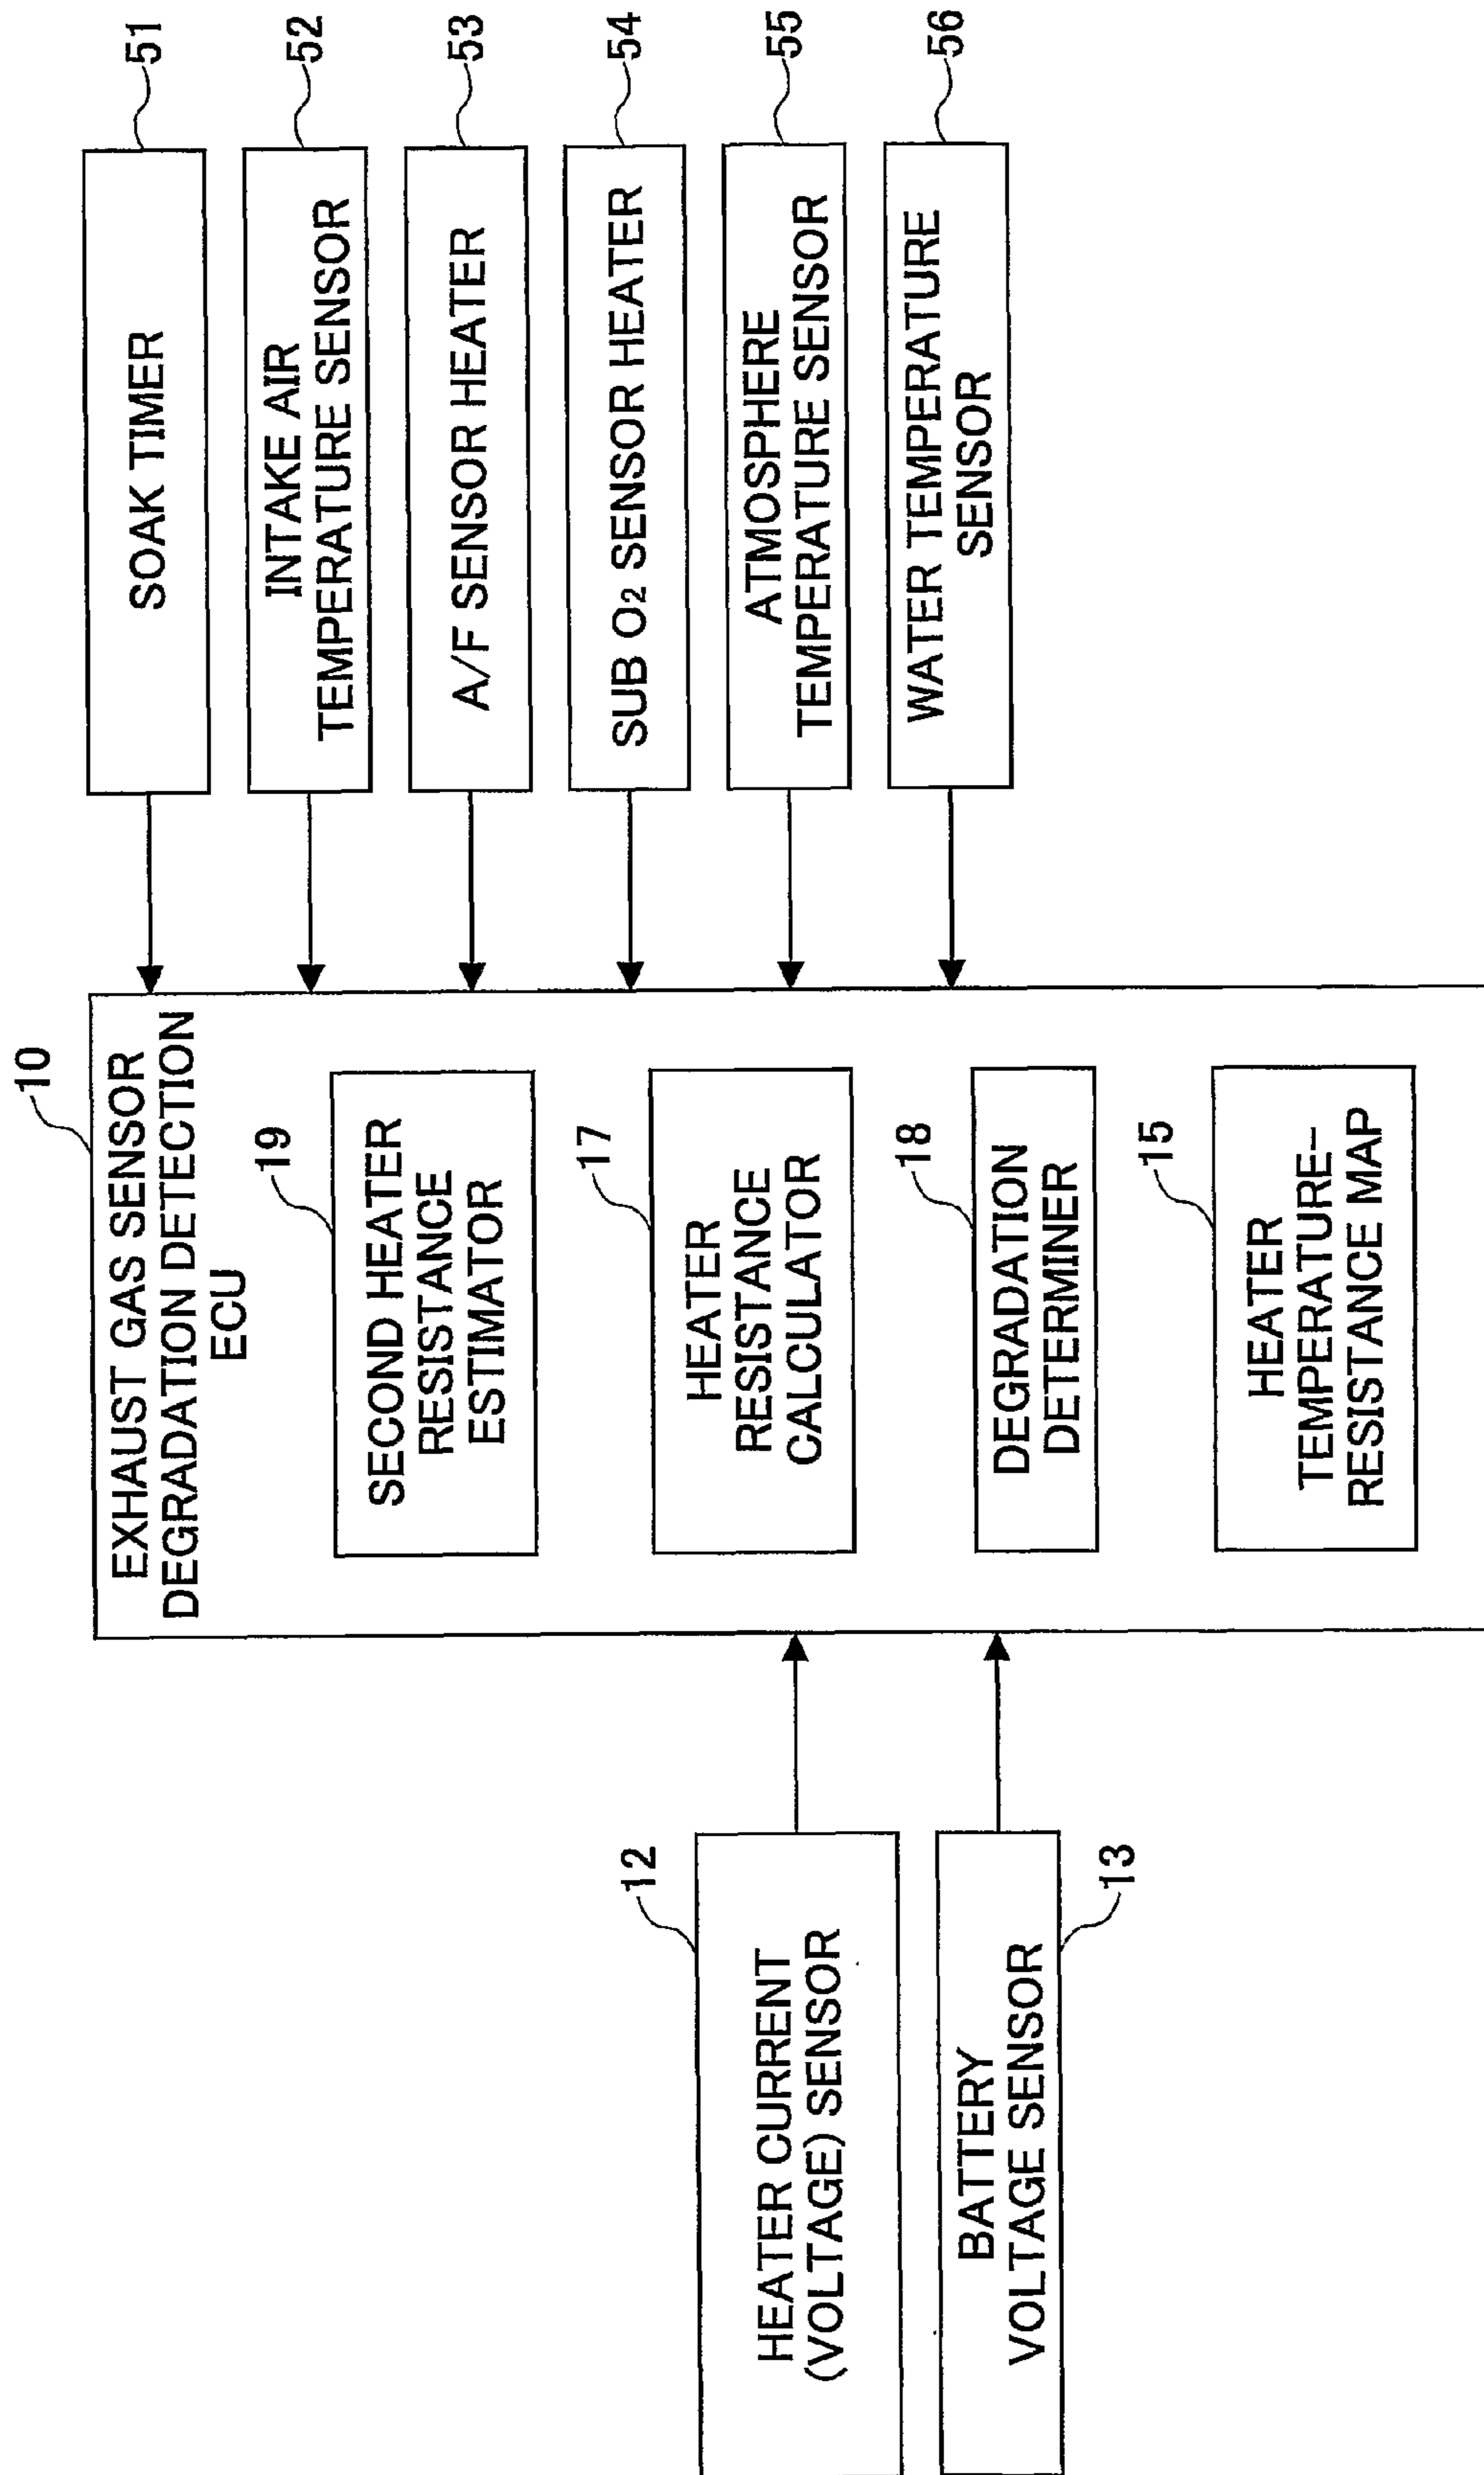 10
EXHAUST GAS SENSOR
DEGRADATION DETECTION
ECU
12
HEATER CURRENT
(VOLTAGE) SENSOR
BATTERY
VOLTAGE SENSOR
13
19
SECOND HEATER
RESISTANCE
ESTIMATOR
17
HEATER
RESISTANCE
CALCULATOR
18
DEGRADATION
DETERMINER
15
HEATER
TEMPERATURE–
RESISTANCE MAP
SOAK TIMER
51
INTAKE AIR
TEMPERATURE SENSOR
52
A/F SENSOR HEATER
53
SUB O₂ SENSOR HEATER
54
ATMOSPHERE
TEMPERATURE SENSOR
55
WATER TEMPERATURE
SENSOR
56